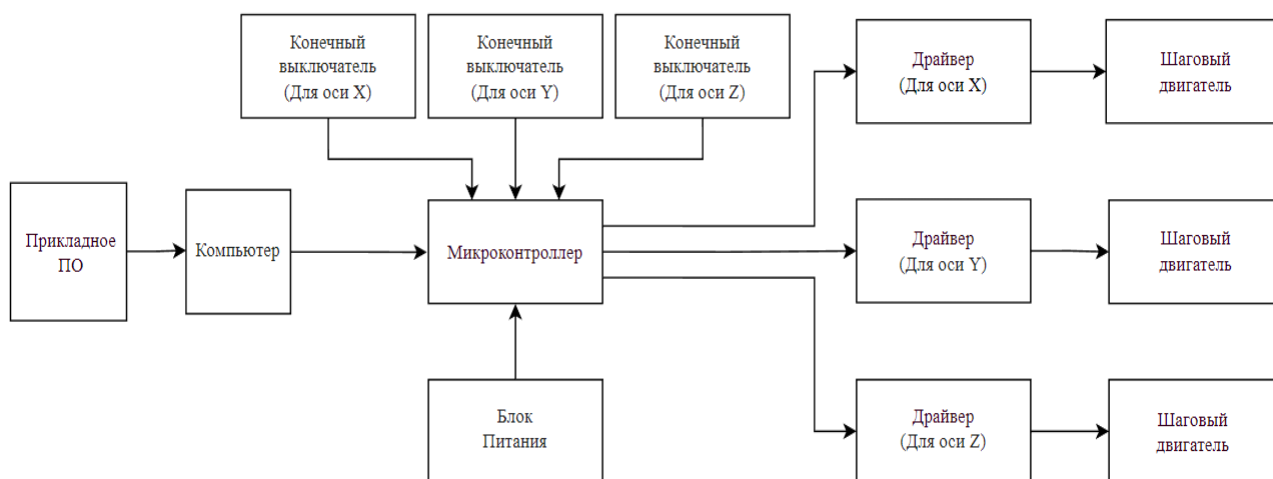 Конечный
выключатель
(Для оси X)
Конечный
выключатель
(Для оси Y)
Конечный
выключатель
(Для оси Z)
Драйвер
(Для оси X)
Шаговый
двигатель
Прикладное
ПО
Компьютер
Микроконтроллер
Драйвер
(Для оси Y)
Шаговый
двигатель
Блок
Питания
Драйвер
(Для оси Z)
Шаговый
двигатель